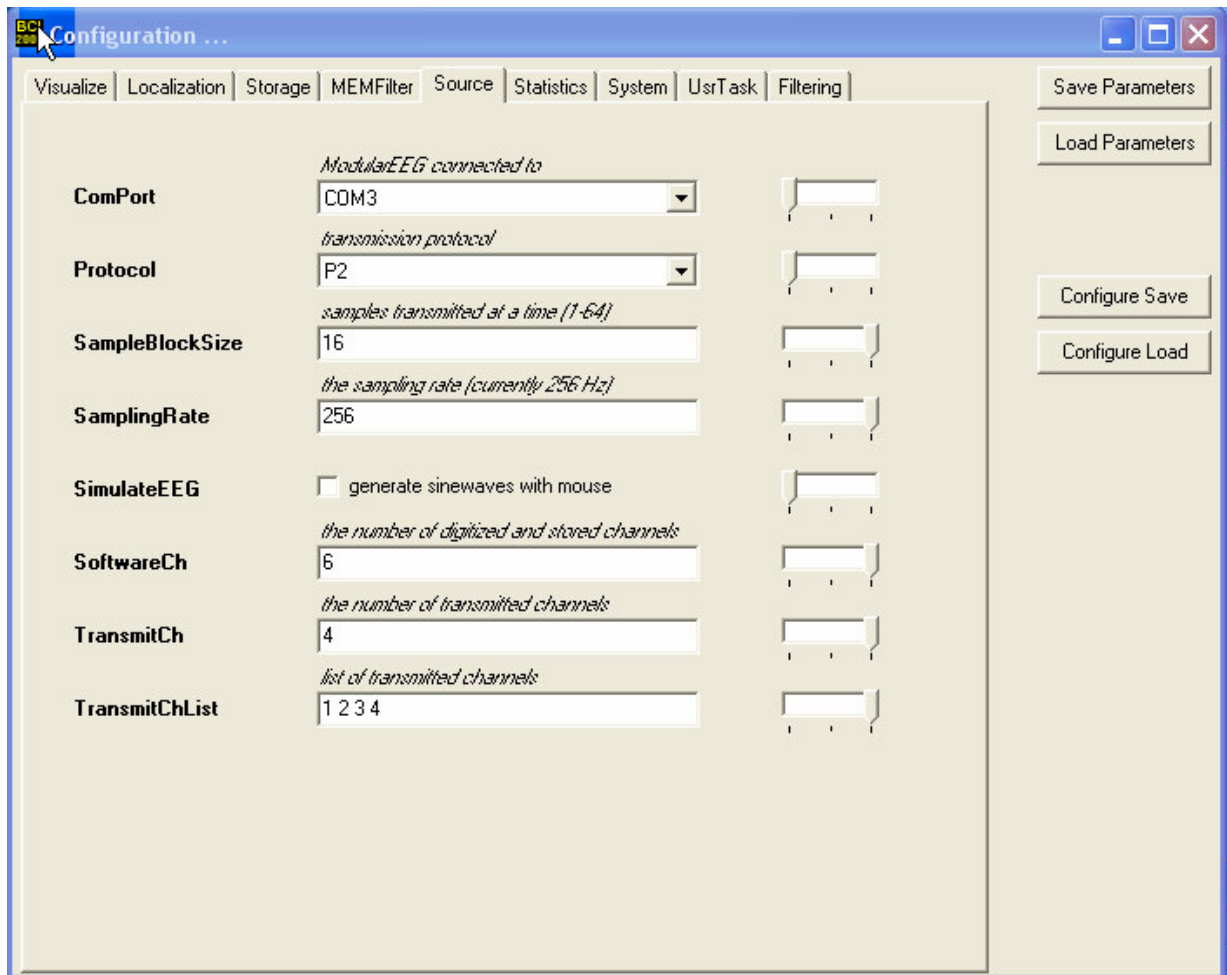 BCI
200
Configuration ...
Visualize Localization Storage MEMFilter Source Statistics System UsrTask Filtering
Save Parameters
Load Parameters
ModularEEG connected to
ComPort COM3
transmission protocol
Protocol P2
Configure Save
samples transmitted at a time (1-64)
SampleBlockSize 16
Configure Load
the sampling rate (currently 256 Hz)
SamplingRate 256
SimulateEEG generate sinewaves with mouse
the number of digitized and stored channels
SoftwareCh 6
the number of transmitted channels
TransmitCh 4
list of transmitted channels
TransmitChList 1 2 3 4